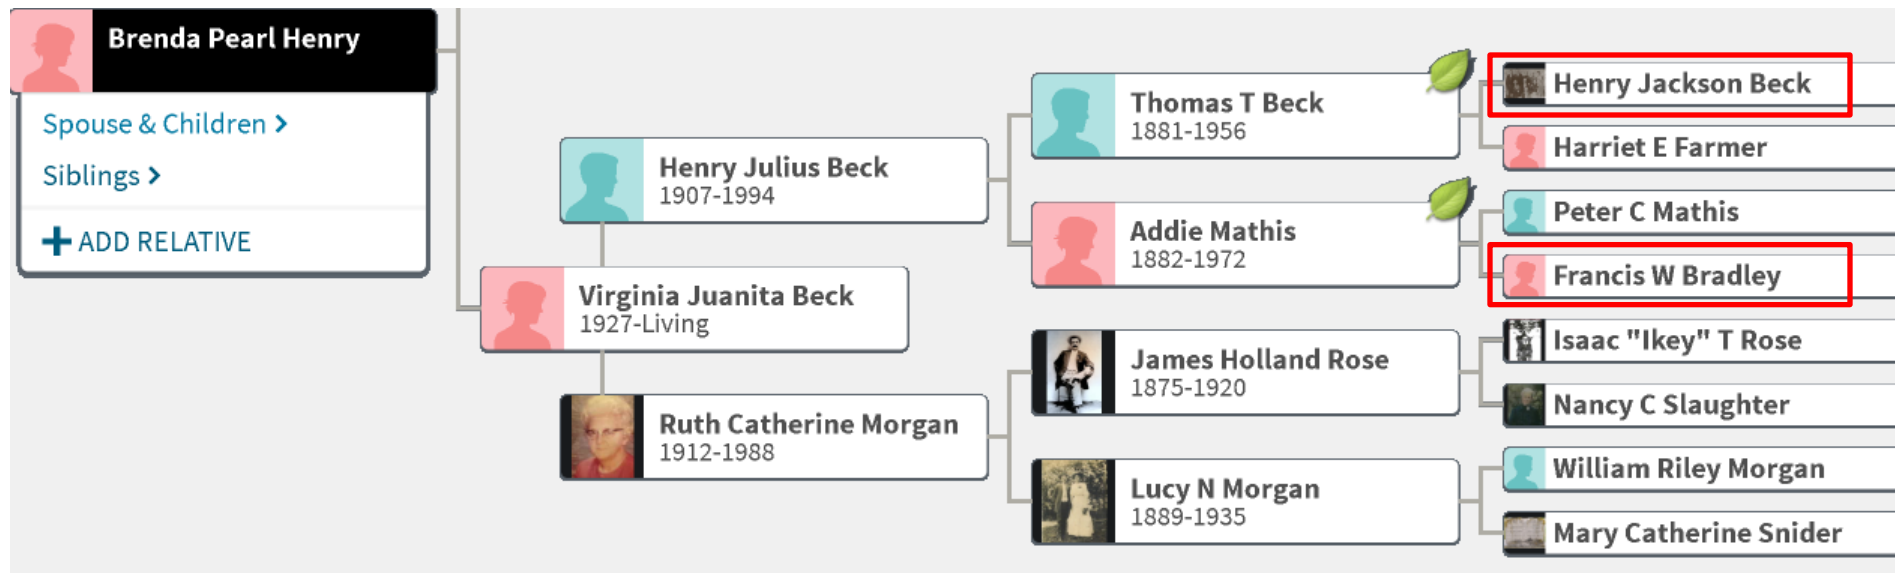 Brenda Pearl Henry
Spouse & Children >
Siblings >
+ ADD RELATIVE
Henry Julius Beck
1907-1994
Virginia Juanita Beck
1927-Living
Ruth Catherine Morgan
1912-1988
Thomas T Beck
1881-1956
Addie Mathis
1882-1972
James Holland Rose
1875-1920
Lucy N Morgan
1889-1935
Henry Jackson Beck
Harriet E Farmer
Peter C Mathis
Francis W Bradley
Isaac "Ikey" T Rose
Nancy C Slaughter
William Riley Morgan
Mary Catherine Snider